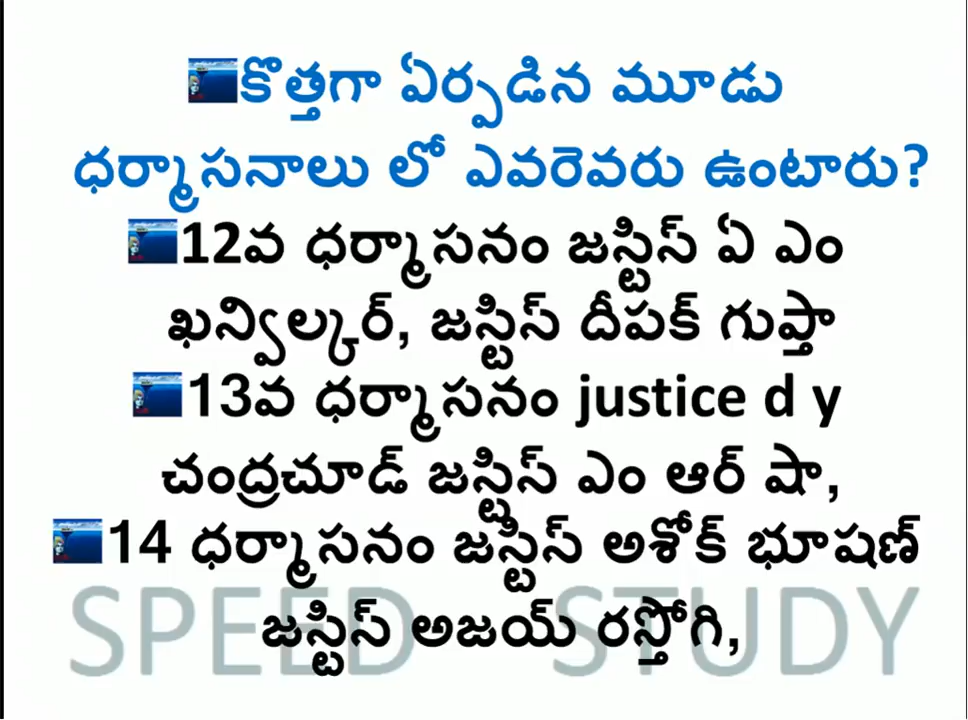 కొత్తగా ఏర్పడిన మూడు
ధర్మాసనాలు లో ఎవరెవరు ఉంటారు?
12వ ధర్మాసనం జస్టిస్ ఏ ఎం
ఖన్విల్కర్, జస్టిస్ దీపక్ గుప్తా
13వ ధర్మాసనం justice d y
చంద్రచూడ్ జస్టిస్ ఎం ఆర్ షా,
14 ధర్మాసనం జస్టిస్ అశోక్ భూషణ్
జస్టిస్ అజయ్ రస్తోగి,
SPEED STUDY